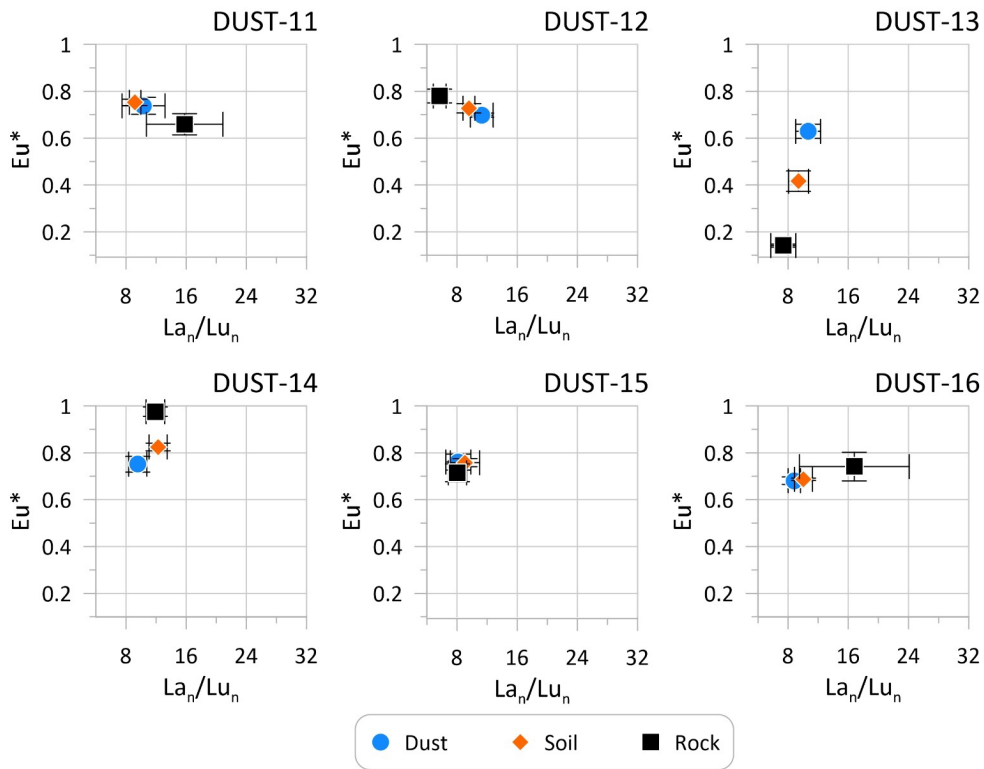 DUST-11
1
0.8
0.6
0.4
0.2
Eu*
8 16 24 32
Laₙ/Luₙ
DUST-12
1
0.8
0.6
0.4
0.2
Eu*
8 16 24 32
Laₙ/Luₙ
DUST-13
1
0.8
0.6
0.4
0.2
Eu*
8 16 24 32
Laₙ/Luₙ
DUST-14
1
0.8
0.6
0.4
0.2
Eu*
8 16 24 32
Laₙ/Luₙ
DUST-15
1
0.8
0.6
0.4
0.2
Eu*
8 16 24 32
Laₙ/Luₙ
DUST-16
1
0.8
0.6
0.4
0.2
Eu*
8 16 24 32
Laₙ/Luₙ
Dust Soil Rock